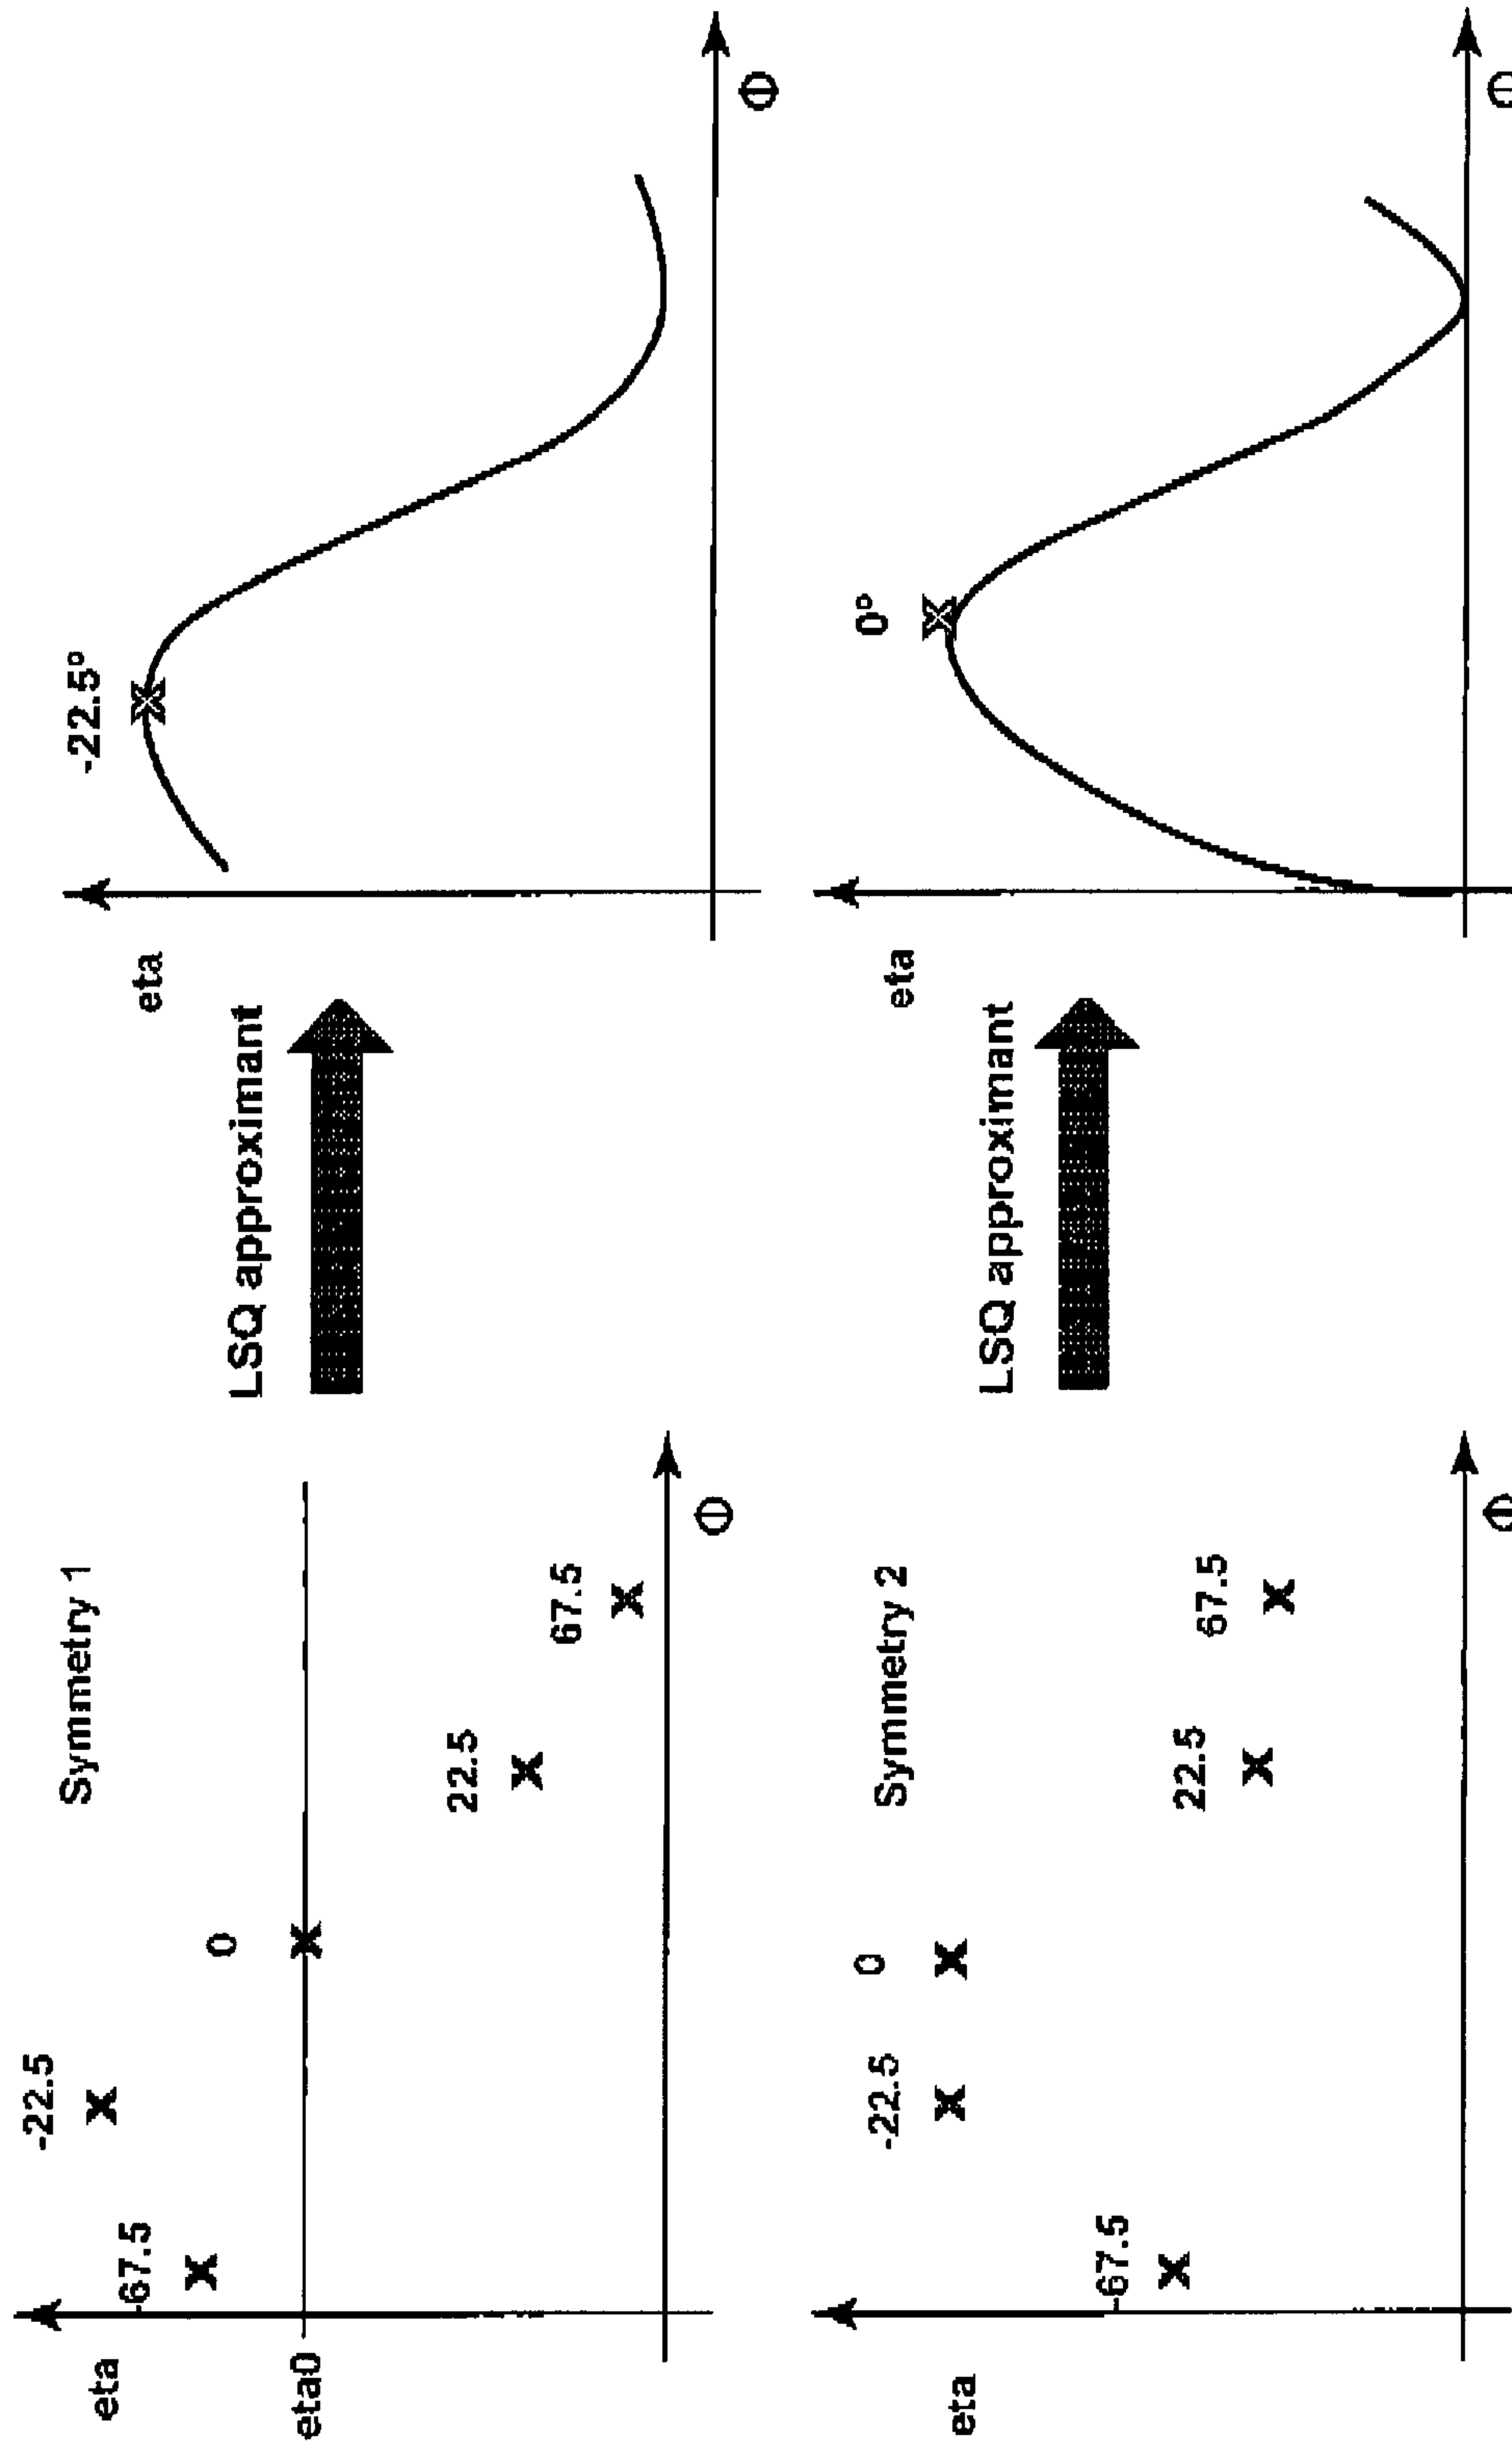 Symmetry 1
eta
eta0
-67.5
-22.5
0
22.5
67.5
Φ
LSQ approximant
eta
-22.5°
Φ
Symmetry 2
eta
-67.5
-22.5
0
22.5
67.5
Φ
LSQ approximant
eta
0°
Φ